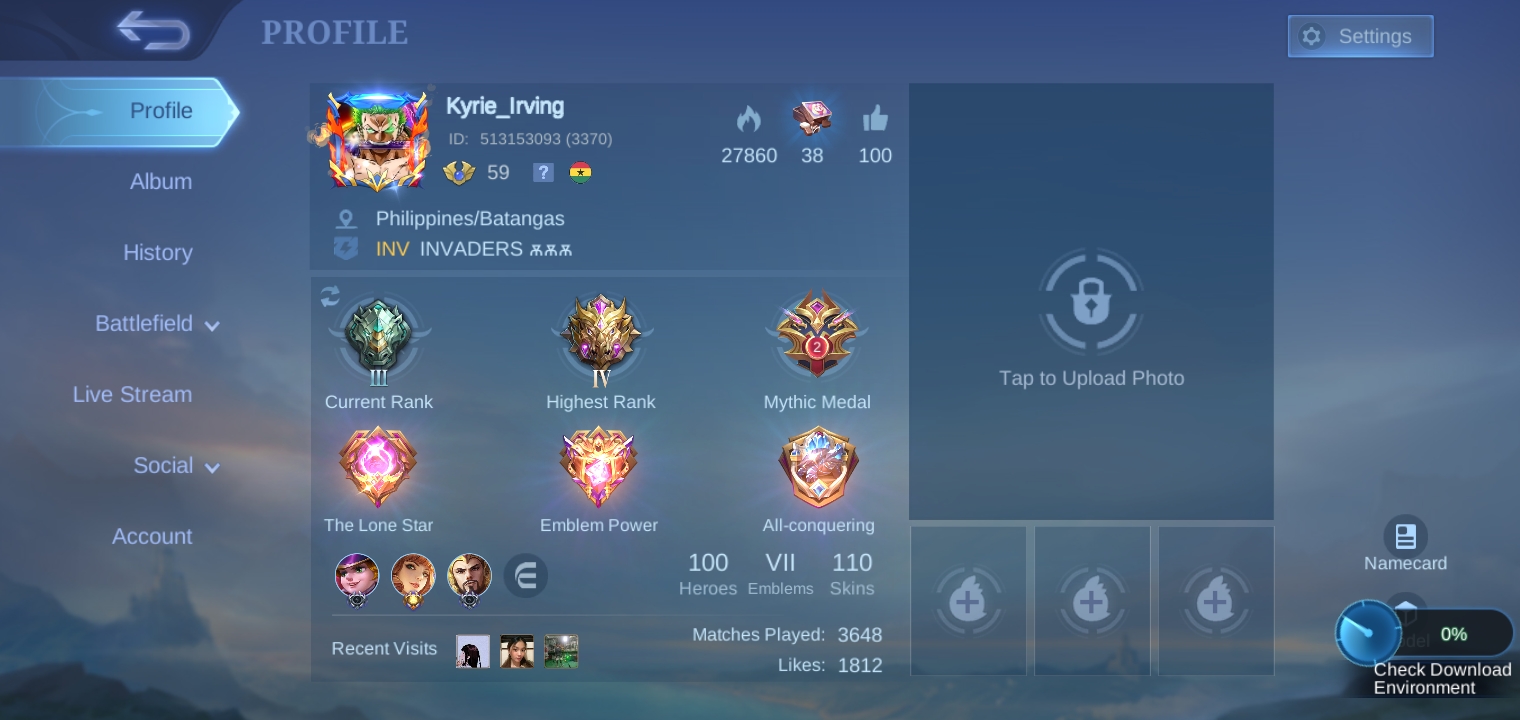 PROFILE
Settings
Profile
Album
History
Battlefield
Live Stream
Social
Account
Kyrie_Irving
ID: 513153093 (3370)
59 ?
27860 38 100
Philippines/Batangas
INV INVADERS
III
IV
2
Current Rank
Highest Rank
Mythic Medal
The Lone Star
Emblem Power
All-conquering
100 VII 110
Heroes Emblems Skins
Recent Visits
Matches Played: 3648
Likes: 1812
Tap to Upload Photo
Namecard
0%
Check Download
Environment